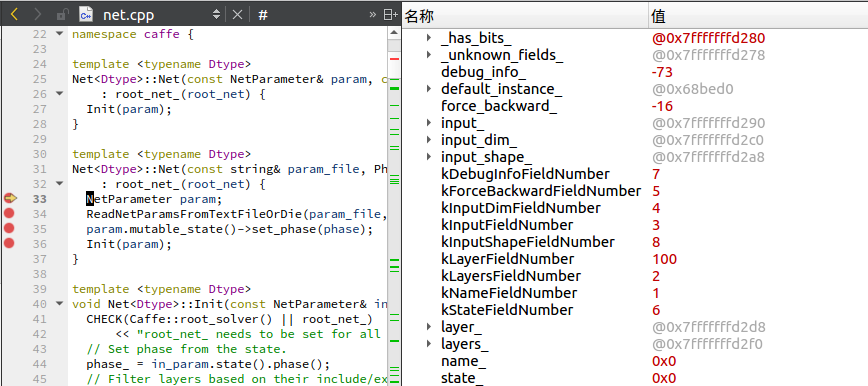 net.cpp
#
»
22 namespace caffe {
23
24 template <typename Dtype>
25 Net<Dtype>::Net(const NetParameter& param, c
26 : root_net_(root_net) {
27 Init(param);
28 }
29
30 template <typename Dtype>
31 Net<Dtype>::Net(const string& param_file, Ph
32 : root_net_(root_net) {
33 NetParameter param;
34 ReadNetParamsFromTextFileOrDie(param_file,
35 param.mutable_state()->set_phase(phase);
36 Init(param);
37 }
38
39 template <typename Dtype>
40 void Net<Dtype>::Init(const NetParameter& in
41 CHECK(Caffe::root_solver() || root_net_)
42 << "root_net_ needs to be set for all
43 // Set phase from the state.
44 phase_ = in_param.state().phase();
45 // Filter layers based on their include/ex
名称 值
_has_bits_ @0x7fffffffd280
_unknown_fields_ @0x7fffffffd278
debug_info_ -73
default_instance_ @0x68bed0
force_backward_ -16
input_ @0x7fffffffd290
input_dim_ @0x7fffffffd2c0
input_shape_ @0x7fffffffd2a8
kDebugInfoFieldNumber 7
kForceBackwardFieldNumber 5
kInputDimFieldNumber 4
kInputFieldNumber 3
kInputShapeFieldNumber 8
kLayerFieldNumber 100
kLayersFieldNumber 2
kNameFieldNumber 1
kStateFieldNumber 6
layer_ @0x7fffffffd2d8
layers_ @0x7fffffffd2f0
name_ 0x0
state_ 0x0